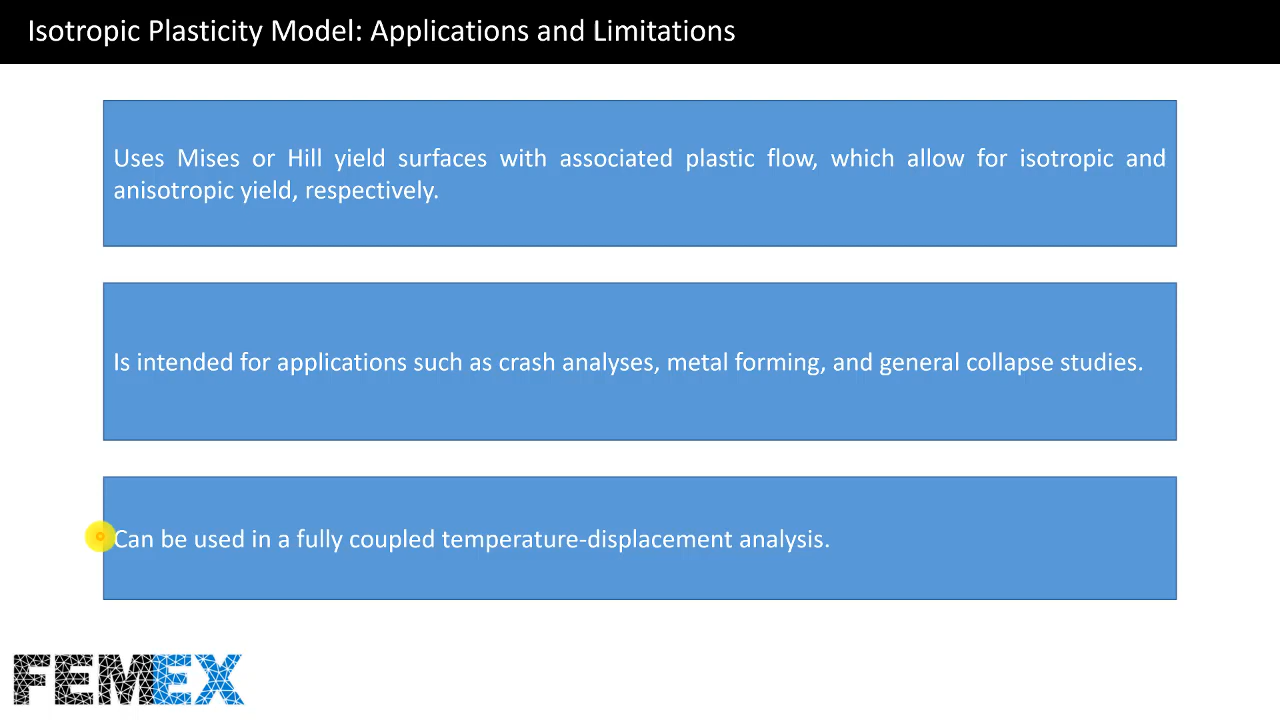 Isotropic Plasticity Model: Applications and Limitations
Uses Mises or Hill yield surfaces with associated plastic flow, which allow for isotropic and
anisotropic yield, respectively.
Is intended for applications such as crash analyses, metal forming, and general collapse studies.
Can be used in a fully coupled temperature-displacement analysis.
FEMEX